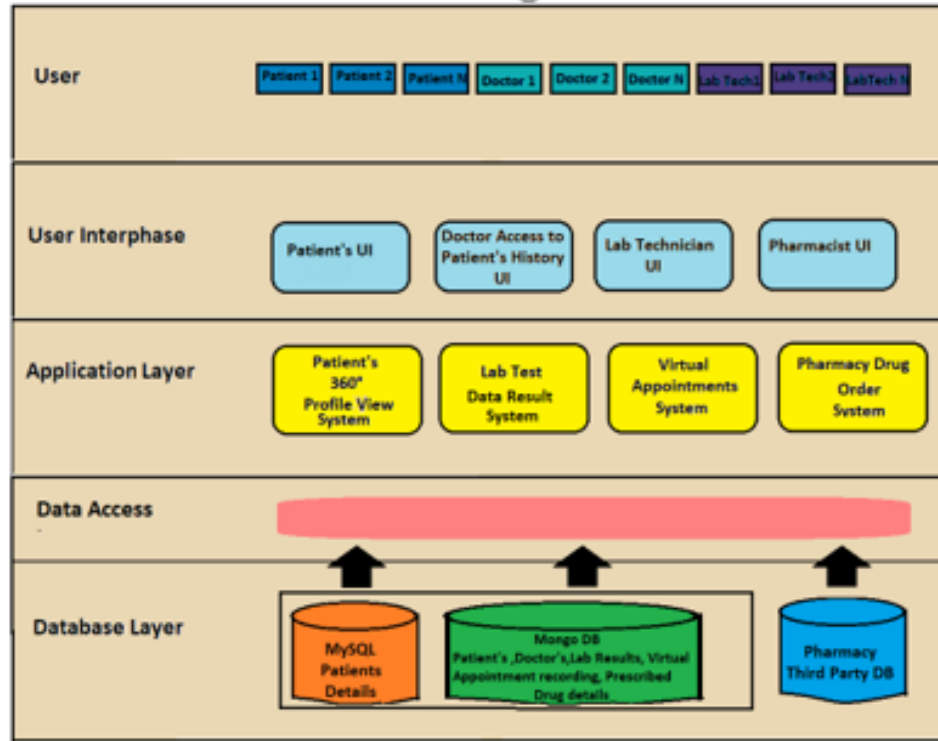 User
Patient 1 Patient 2 Patient N Doctor 1 Doctor 2 Doctor N Lab Tech1 Lab Tech2 LabTech N
User Interphase
Patient's UI
Doctor Access to
Patient's History
UI
Lab Technician
UI
Pharmacist UI
Application Layer
Patient's
360°
Profile View
System
Lab Test
Data Result
System
Virtual
Appointments
System
Pharmacy Drug
Order
System
Data Access
Database Layer
MySQL
Patients
Details
Mongo DB
Patient's ,Doctor's,Lab Results, Virtual
Appointment recording, Prescribed
Drug details
Pharmacy
Third Party DB